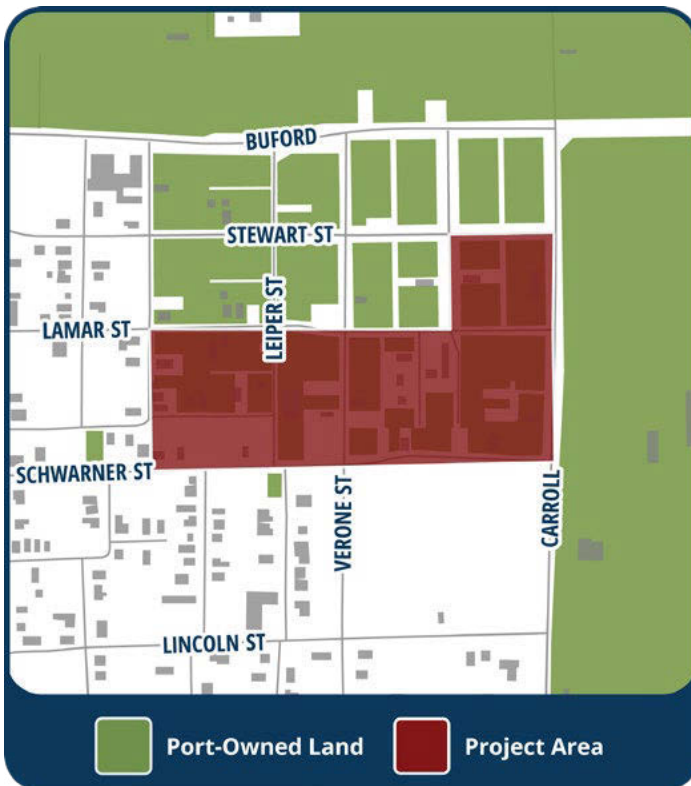 BUFORD
STEWART ST
LEIPER ST
LAMAR ST
SCHWARNER ST
VERONE ST
CARROLL
LINCOLN ST
Port-Owned Land
Project Area